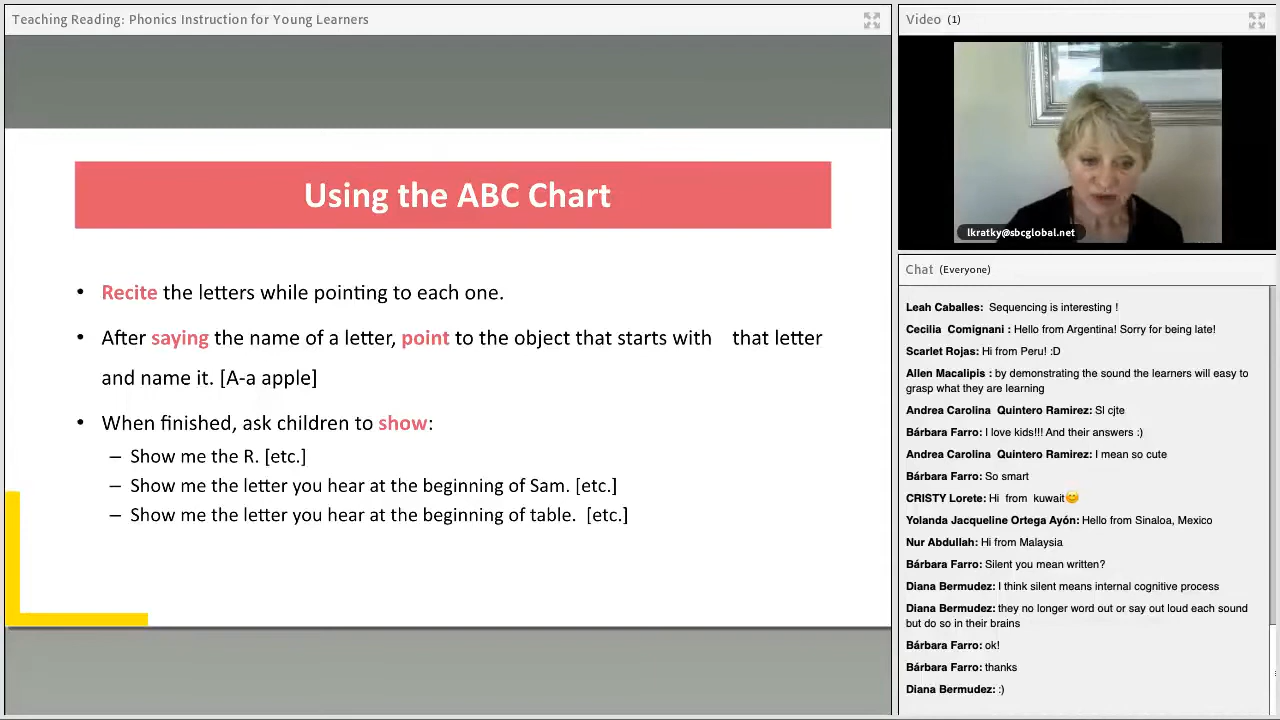 Teaching Reading: Phonics Instruction for Young Learners
Using the ABC Chart
• Recite the letters while pointing to each one.
• After saying the name of a letter, point to the object that starts with that letter
and name it. [A-a apple]
• When finished, ask children to show:
– Show me the R. [etc.]
– Show me the letter you hear at the beginning of Sam. [etc.]
– Show me the letter you hear at the beginning of table. [etc.]
Video (1)
lkratky@sbcglobal.net
Chat (Everyone)
Leah Caballes: Sequencing is interesting !
Cecilia Comignani : Hello from Argentina! Sorry for being late!
Scarlet Rojas: Hi from Peru! :D
Allen Macalipis : by demonstrating the sound the learners will easy to
grasp what they are learning
Andrea Carolina Quintero Ramirez: SI cjte
Bárbara Farro: I love kids!!! And their answers :)
Andrea Carolina Quintero Ramirez: I mean so cute
Bárbara Farro: So smart
CRISTY Lorete: Hi from kuwait😊
Yolanda Jacqueline Ortega Ayón: Hello from Sinaloa, Mexico
Nur Abdullah: Hi from Malaysia
Bárbara Farro: Silent you mean written?
Diana Bermudez: I think silent means internal cognitive process
Diana Bermudez: they no longer word out or say out loud each sound
but do so in their brains
Bárbara Farro: ok!
Bárbara Farro: thanks
Diana Bermudez: :)